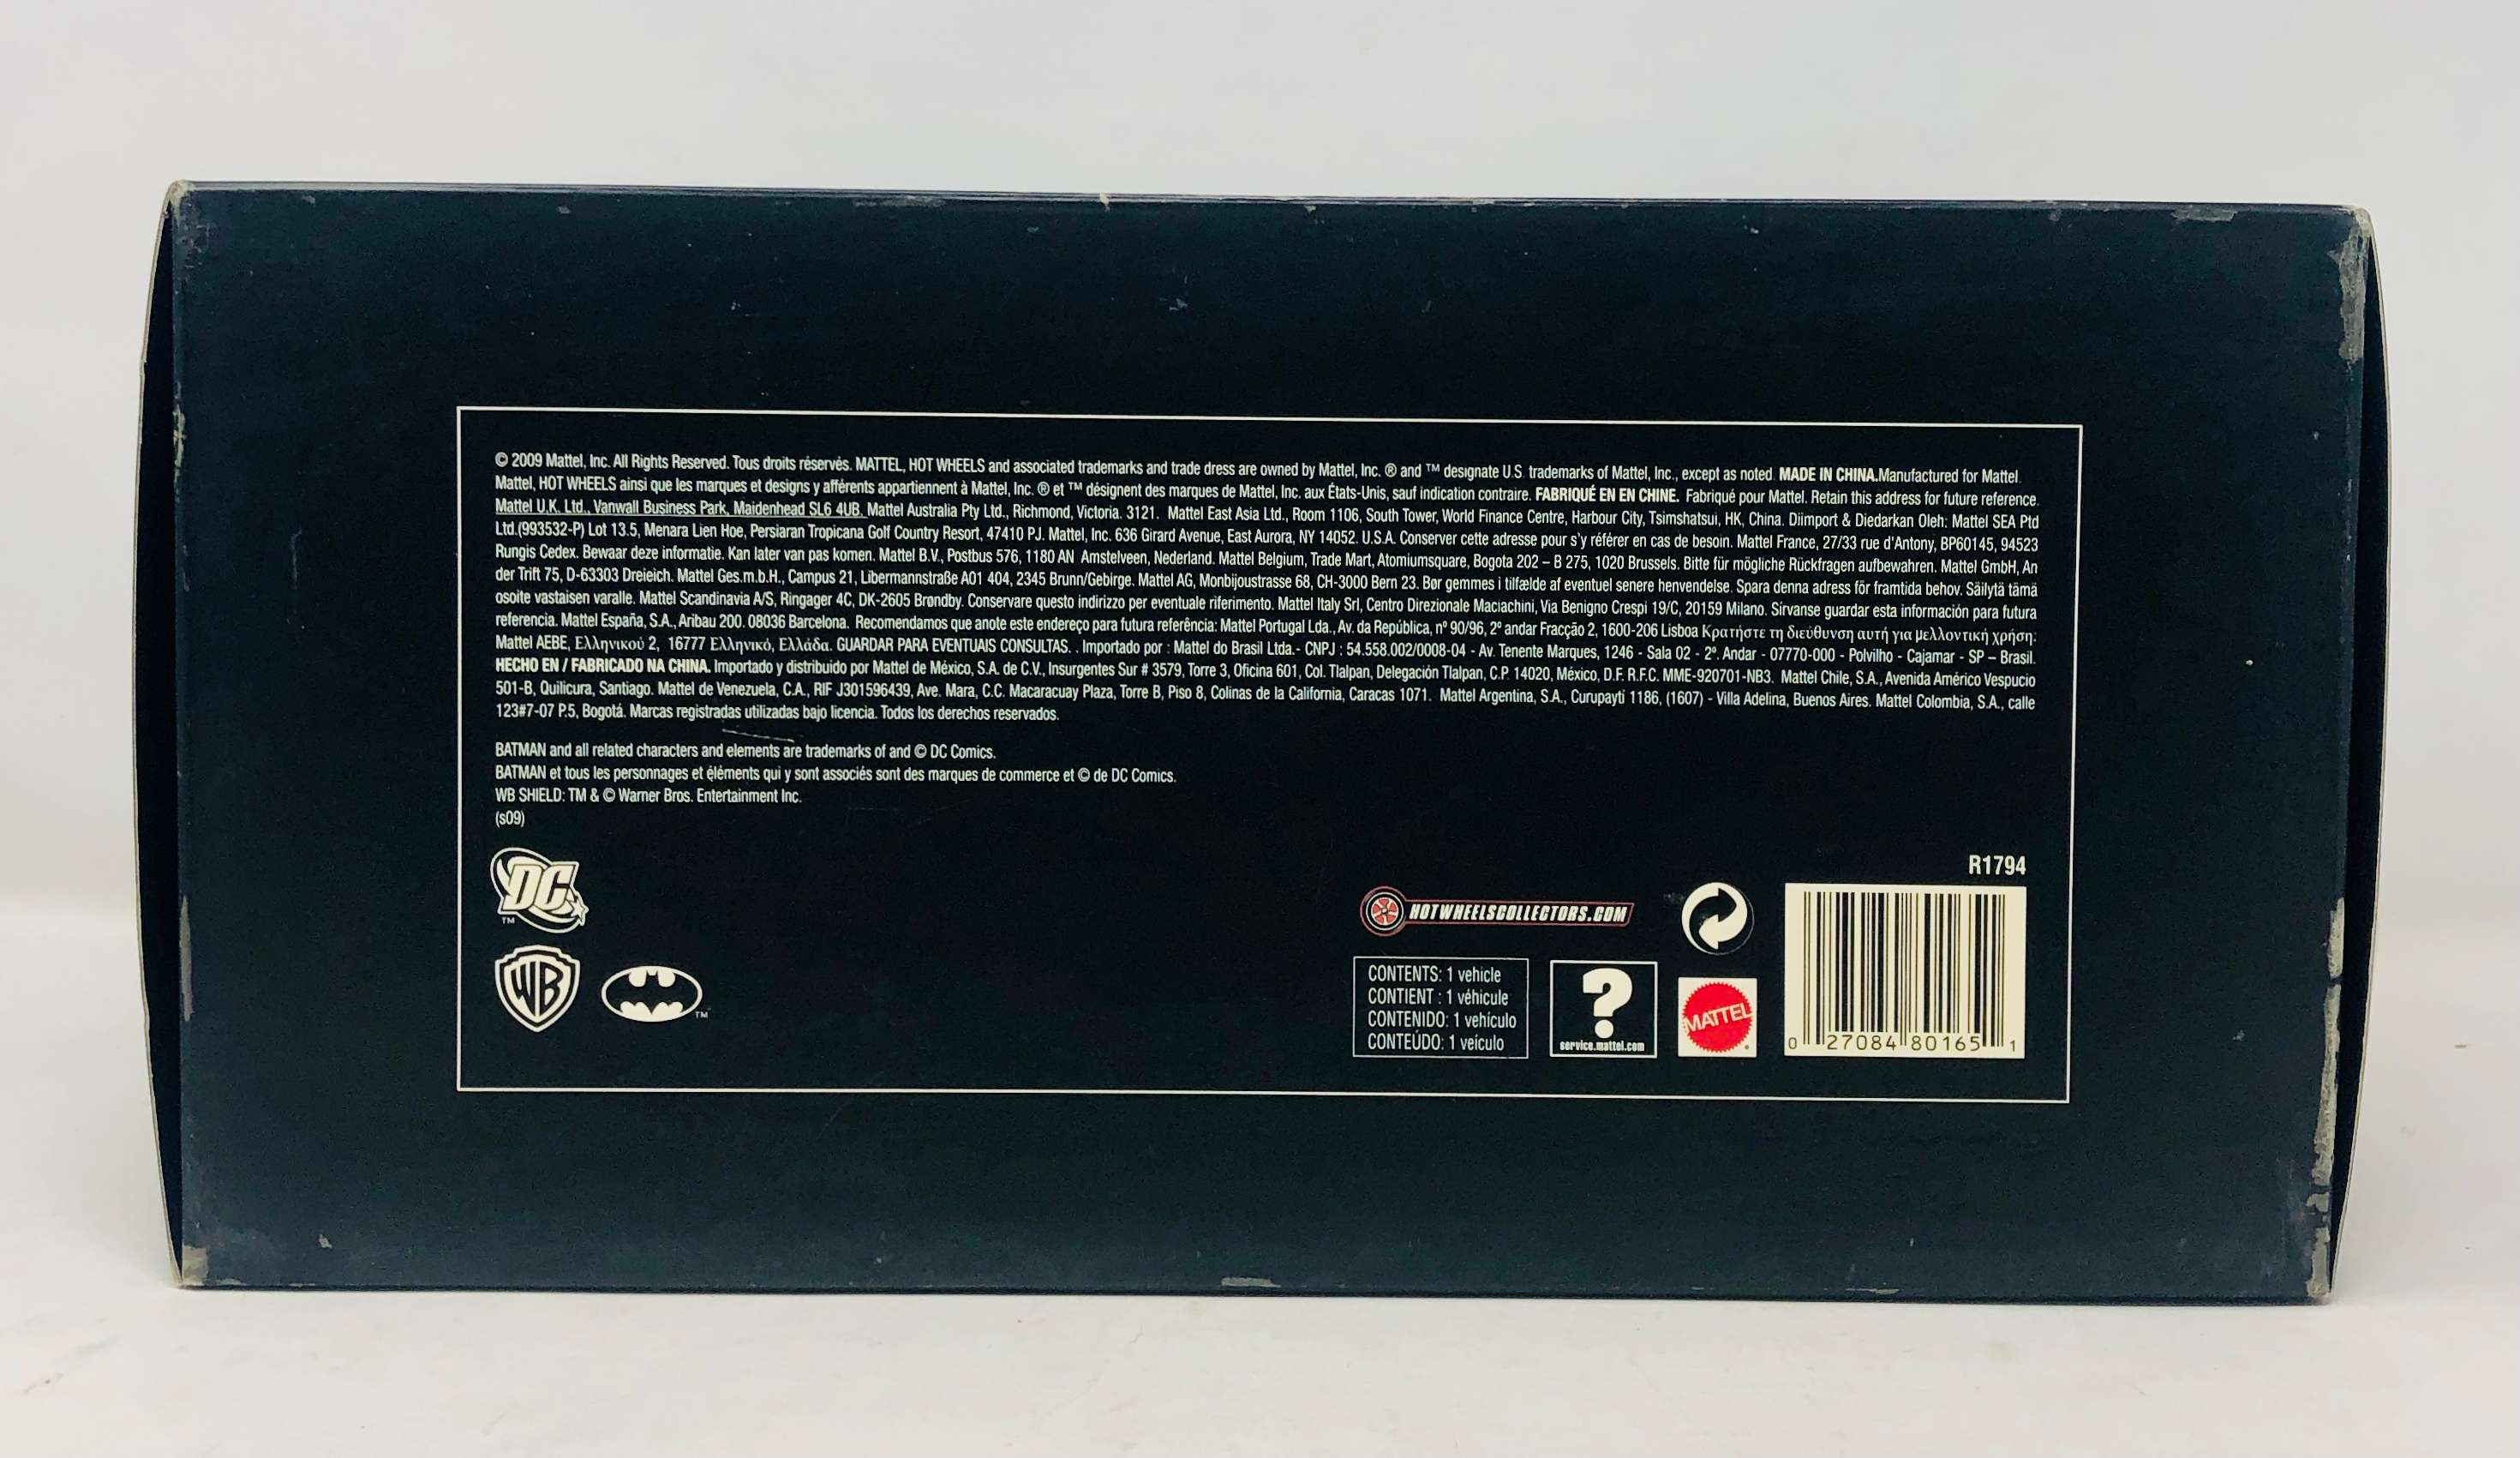 © 2009 Mattel, Inc. All Rights Reserved. Tous droits réservés. MATTEL, HOT WHEELS and associated trademarks and trade dress are owned by Mattel, Inc. ® and ™ designate U.S. trademarks of Mattel, Inc., except as noted. MADE IN CHINA.Manufactured for Mattel.
Mattel, HOT WHEELS ainsi que les marques et designs y afférents appartiennent à Mattel, Inc. ® et ™ désignent des marques de Mattel, Inc. aux États-Unis, sauf indication contraire. FABRIQUÉ EN EN CHINE. Fabriqué pour Mattel. Retain this address for future reference.
Mattel U.K. Ltd., Vanwall Business Park, Maidenhead SL6 4UB. Mattel Australia Pty Ltd., Richmond, Victoria. 3121. Mattel East Asia Ltd., Room 1106, South Tower, World Finance Centre, Harbour City, Tsimshatsui, HK, China. Diimport & Diedarkan Oleh: Mattel SEA Ptd
Ltd.(993532-P) Lot 13.5, Menara Lien Hoe, Persiaran Tropicana Golf Country Resort, 47410 PJ. Mattel, Inc. 636 Girard Avenue, East Aurora, NY 14052. U.S.A. Conserver cette adresse pour s'y référer en cas de besoin. Mattel France, 27/33 rue d'Antony, BP60145, 94523
Rungis Cedex. Bewaar deze informatie. Kan later van pas komen. Mattel B.V., Postbus 576, 1180 AN Amstelveen, Nederland. Mattel Belgium, Trade Mart, Atomiumsquare, Bogota 202 – B 275, 1020 Brussels. Bitte für mögliche Rückfragen aufbewahren. Mattel GmbH, An
der Trift 75, D-63303 Dreieich. Mattel Ges.m.b.H., Campus 21, Libermannstraße A01 404, 2345 Brunn/Gebirge. Mattel AG, Monbijoustrasse 68, CH-3000 Bern 23. Bør gemmes i tilfælde af eventuel senere henvendelse. Spara denna adress för framtida behov. Säilytä tämä
osoite vastaisen varalle. Mattel Scandinavia A/S, Ringager 4C, DK-2605 Brøndby. Conservare questo indirizzo per eventuale riferimento. Mattel Italy Srl, Centro Direzionale Maciachini, Via Benigno Crespi 19/C, 20159 Milano. Sírvanse guardar esta información para futura
referencia. Mattel España, S.A., Aribau 200. 08036 Barcelona. Recomendamos que anote este endereço para futura referência: Mattel Portugal Lda., Av. da República, nº 90/96, 2º andar Fracção 2, 1600-206 Lisboa Κρατήστε τη διεύθυνση αυτή για μελλοντική χρήση:
Mattel AEBE, Ελληνικού 2, 16777 Ελληνικό, Ελλάδα. GUARDAR PARA EVENTUAIS CONSULTAS. . Importado por : Mattel do Brasil Ltda.- CNPJ : 54.558.002/0008-04 - Av. Tenente Marques, 1246 - Sala 02 - 2º. Andar - 07770-000 - Polvilho - Cajamar - SP – Brasil.
HECHO EN / FABRICADO NA CHINA. Importado y distribuido por Mattel de México, S.A. de C.V., Insurgentes Sur # 3579, Torre 3, Oficina 601, Col. Tlalpan, Delegación Tlalpan, C.P. 14020, México, D.F. R.F.C. MME-920701-NB3. Mattel Chile, S.A., Avenida Américo Vespucio
501-B, Quilicura, Santiago. Mattel de Venezuela, C.A., RIF J301596439, Ave. Mara, C.C. Macaracuay Plaza, Torre B, Piso 8, Colinas de la California, Caracas 1071. Mattel Argentina, S.A., Curupaytí 1186, (1607) - Villa Adelina, Buenos Aires. Mattel Colombia, S.A., calle
123#7-07 P.5, Bogotá. Marcas registradas utilizadas bajo licencia. Todos los derechos reservados.
BATMAN and all related characters and elements are trademarks of and © DC Comics.
BATMAN et tous les personnages et éléments qui y sont associés sont des marques de commerce et © de DC Comics.
WB SHIELD: TM & © Warner Bros. Entertainment Inc.
(s09)
DC
TM
WB
TM
HOTWHEELSCOLLECTORS.COM
CONTENTS: 1 vehicle
CONTIENT : 1 véhicule
CONTENIDO: 1 vehículo
CONTEÚDO: 1 veículo
?
service.mattel.com
MATTEL
R1794
0 27084 80165 1